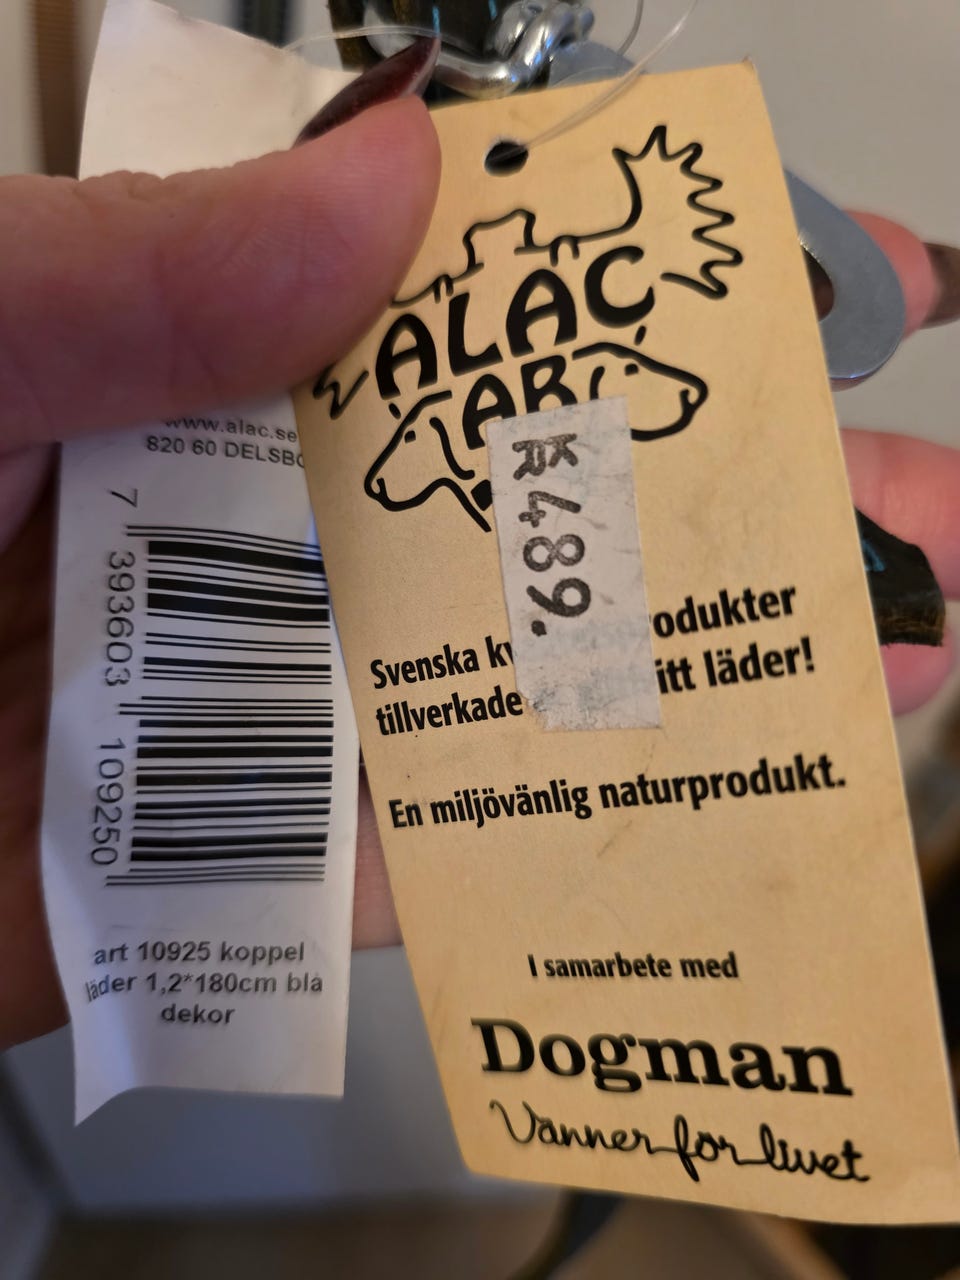 www.alac.se
820 60 DELSBO
7 393603 109250
art 10925 koppel
läder 1,2*180cm blå
dekor
ALAC
AB
KR 489.
Svenska kv odukter
tillverkade itt läder!
En miljövänlig naturprodukt.
I samarbete med
Dogman
Vänner för livet